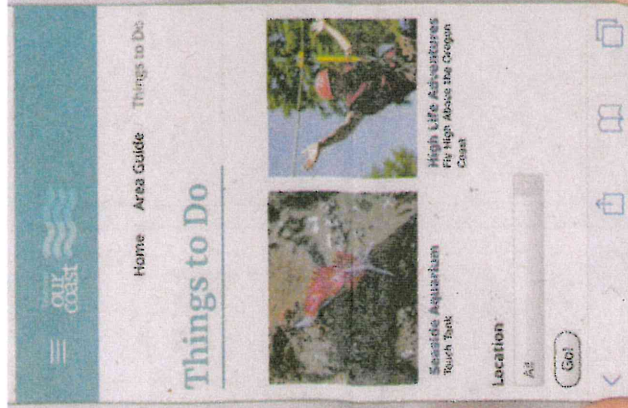 our
coast
Home Area Guide Things to Do
Things to Do
Seaside Aquarium
Touch Tank
High Life Adventures
Fly High Above the Oregon
Coast
Location
All
Go!